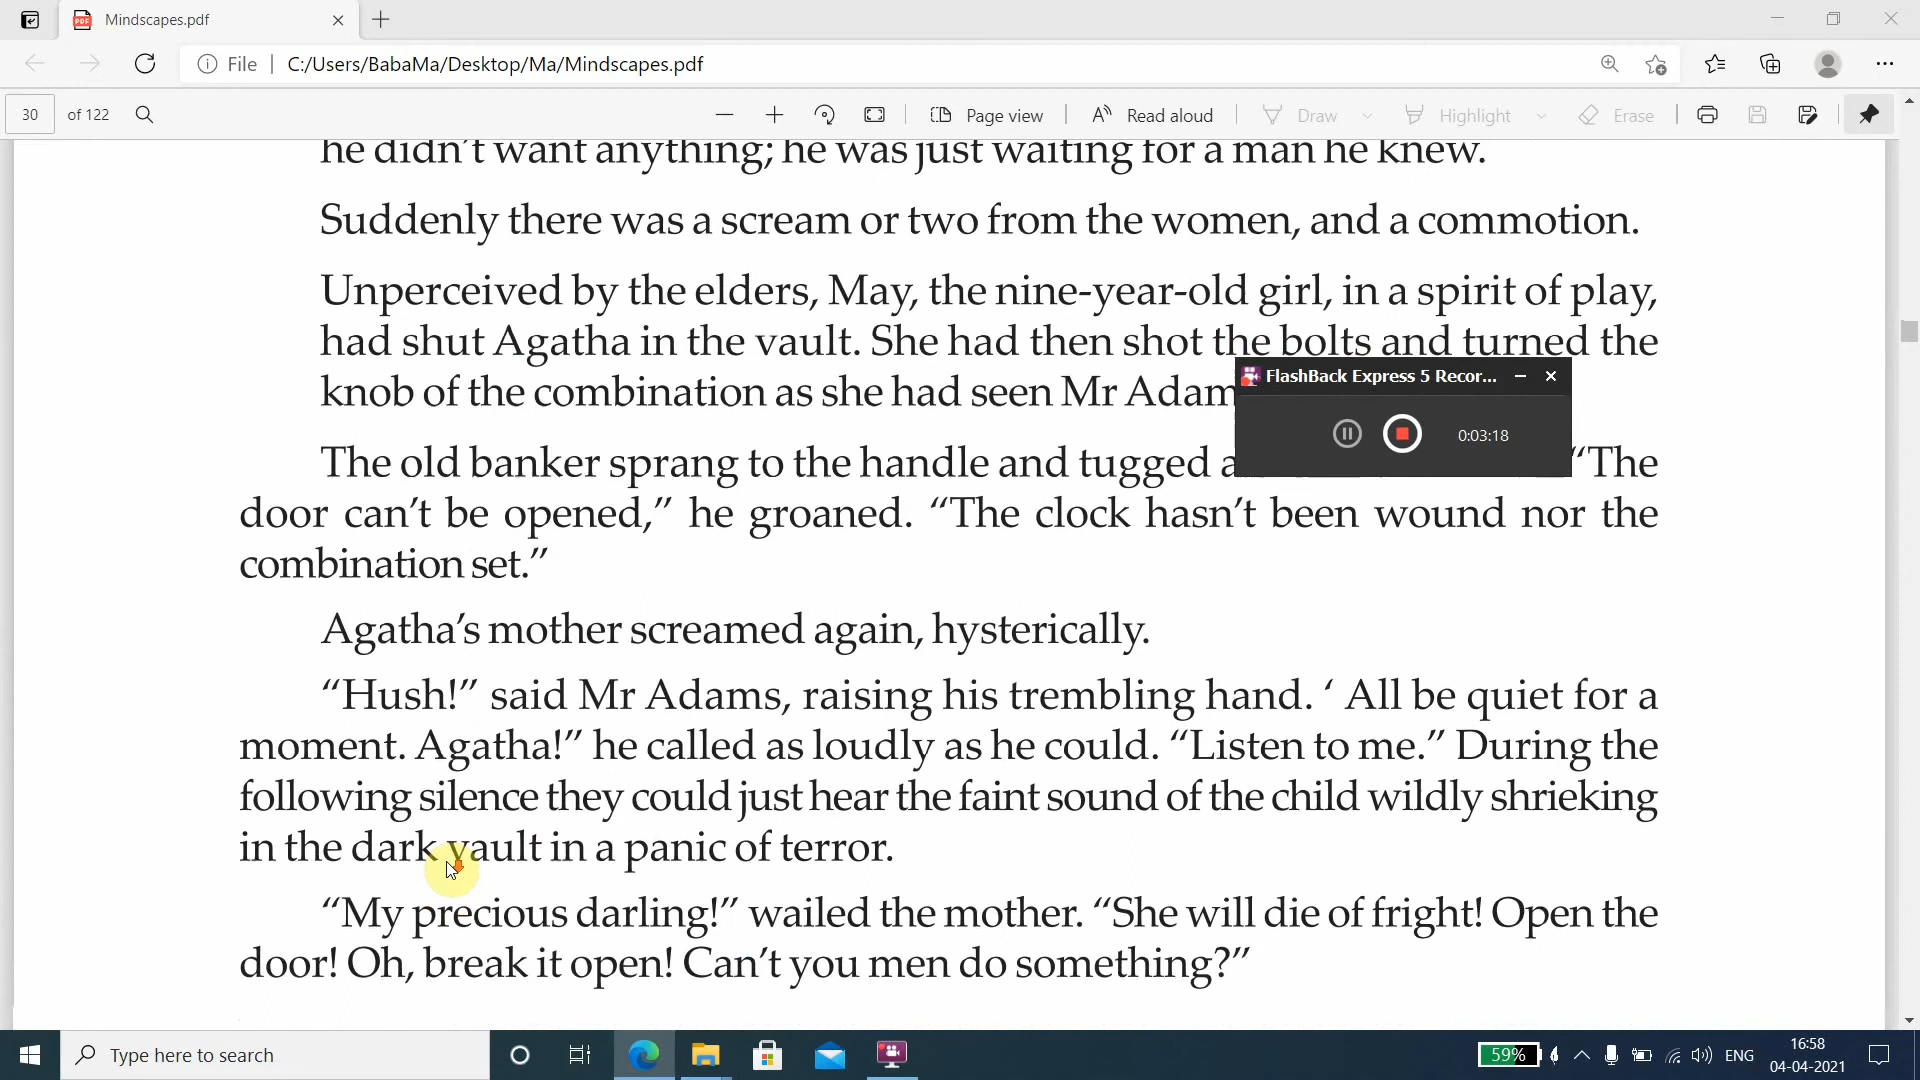 Mindscapes.pdf
File
C:/Users/BabaMa/Desktop/Ma/Mindscapes.pdf
30 of 122
Page view
Read aloud
Draw
Highlight
Erase
he didn't want anything; he was just waiting for a man he knew.
Suddenly there was a scream or two from the women, and a commotion.
Unperceived by the elders, May, the nine-year-old girl, in a spirit of play,
had shut Agatha in the vault. She had then shot the bolts and turned the
knob of the combination as she had seen Mr Adam
FlashBack Express 5 Recor...
0:03:18
The old banker sprang to the handle and tugged a “The
door can't be opened,” he groaned. “The clock hasn't been wound nor the
combination set.”
Agatha's mother screamed again, hysterically.
“Hush!” said Mr Adams, raising his trembling hand. ‘ All be quiet for a
moment. Agatha!” he called as loudly as he could. “Listen to me.” During the
following silence they could just hear the faint sound of the child wildly shrieking
in the dark vault in a panic of terror.
“My precious darling!” wailed the mother. “She will die of fright! Open the
door! Oh, break it open! Can't you men do something?”
Type here to search
59%
ENG
16:58
04-04-2021